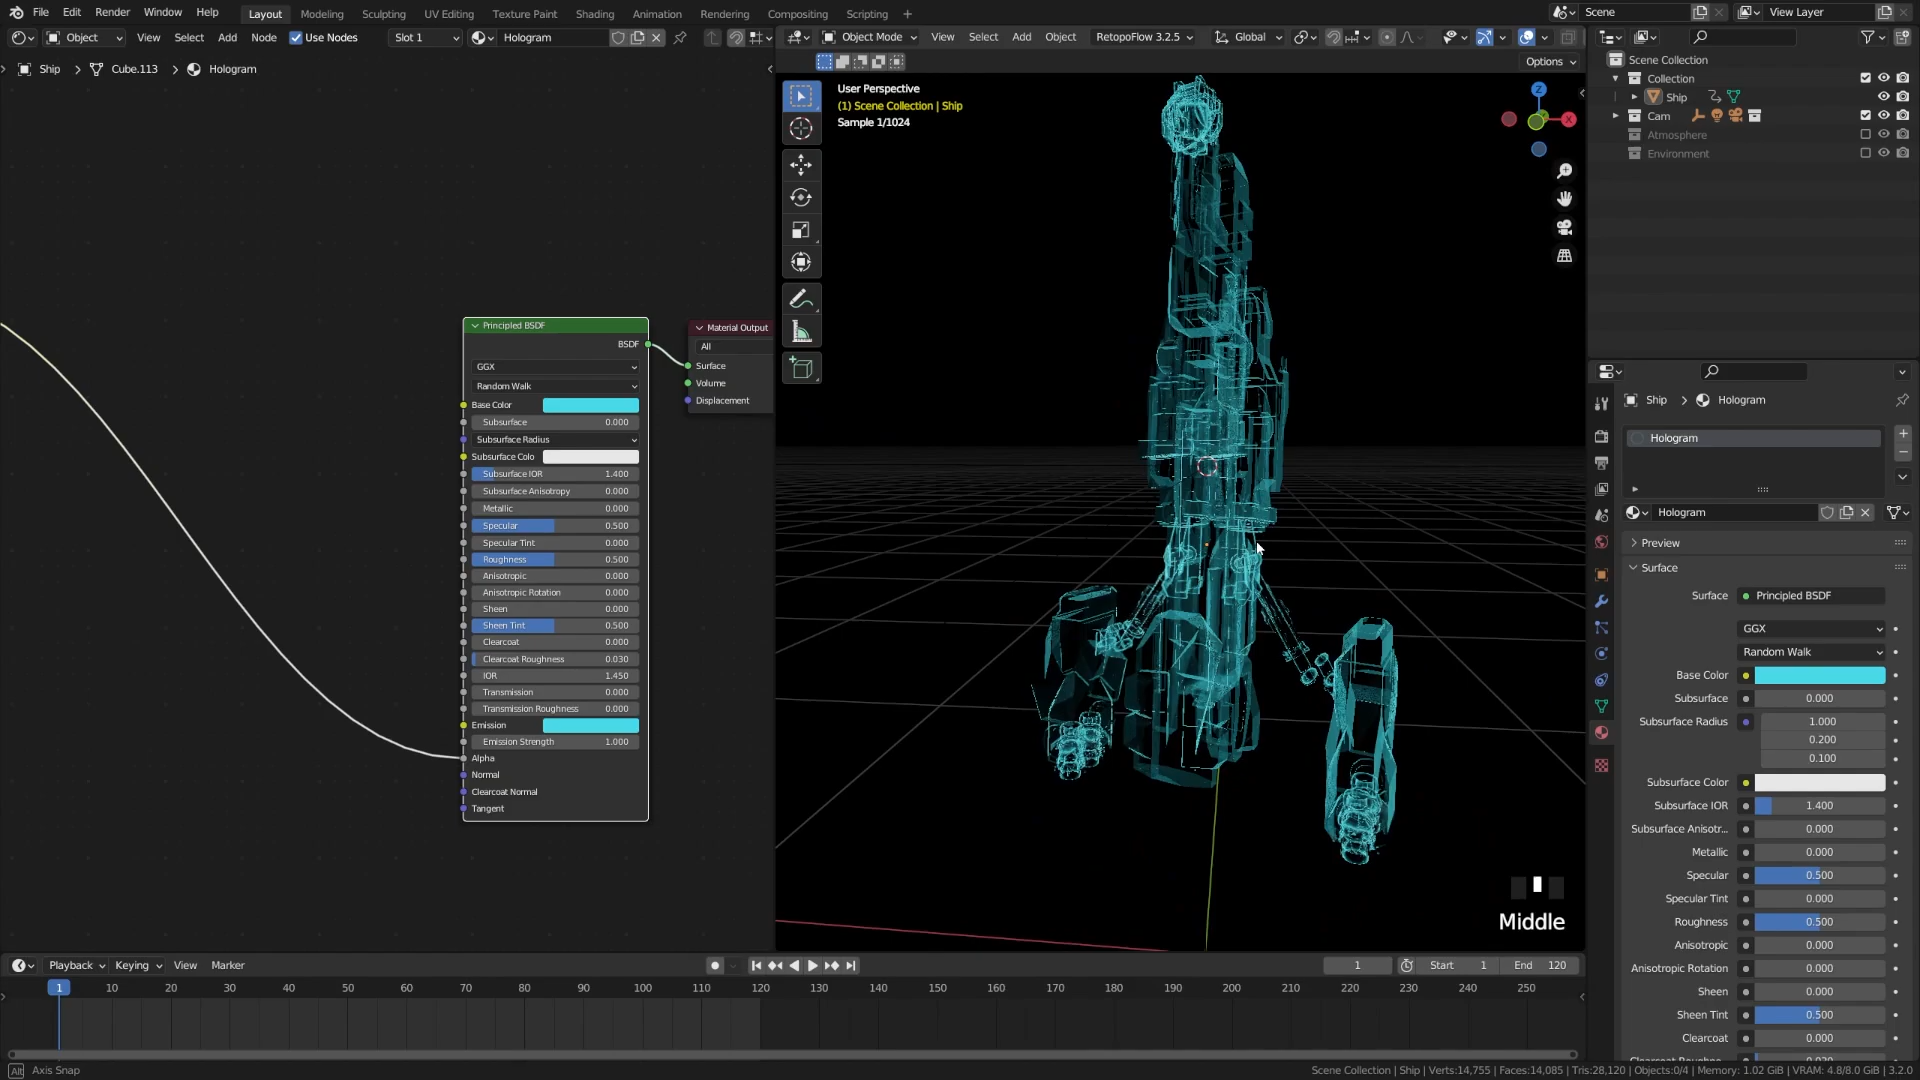 File Edit Render Window Help Layout Modeling Sculpting UV Editing Texture Paint Shading Animation Rendering Compositing Scripting + Scene View Layer
Object View Select Add Node Use Nodes Slot 1 Hologram Object Mode View Select Add Object RetopoFlow 3.2.5 Global
Options
Ship > Cube.113 > Hologram
User Perspective
(1) Scene Collection | Ship
Sample 1/1024
Z
X
Scene Collection
Collection
Ship
Cam
Atmosphere
Environment
Principled BSDF
BSDF
GGX
Random Walk
Base Color
Subsurface 0.000
Subsurface Radius
Subsurface Colo
Subsurface IOR 1.400
Subsurface Anisotropy 0.000
Metallic 0.000
Specular 0.500
Specular Tint 0.000
Roughness 0.500
Anisotropic 0.000
Anisotropic Rotation 0.000
Sheen 0.000
Sheen Tint 0.500
Clearcoat 0.000
Clearcoat Roughness 0.030
IOR 1.450
Transmission 0.000
Transmission Roughness 0.000
Emission
Emission Strength 1.000
Alpha
Normal
Clearcoat Normal
Tangent
Material Output
All
Surface
Volume
Displacement
Middle
Ship > Hologram
Hologram
Hologram
Preview
Surface
Surface Principled BSDF
GGX
Random Walk
Base Color
Subsurface 0.000
Subsurface Radius 1.000
0.200
0.100
Subsurface Color
Subsurface IOR 1.400
Subsurface Anisotr... 0.000
Metallic 0.000
Specular 0.500
Specular Tint 0.000
Roughness 0.500
Anisotropic 0.000
Anisotropic Rotation 0.000
Sheen 0.000
Sheen Tint 0.500
Clearcoat 0.000
Playback Keying View Marker 1 Start 1 End 120
1 10 20 30 40 50 60 70 80 90 100 110 120 130 140 150 160 170 180 190 200 210 220 230 240 250
Alt Axis Snap
Scene Collection | Ship | Verts:14,755 | Faces:14,085 | Tris:28,120 | Objects:0/4 | Memory: 1.02 GiB | VRAM: 4.8/8.0 GiB | 3.2.0